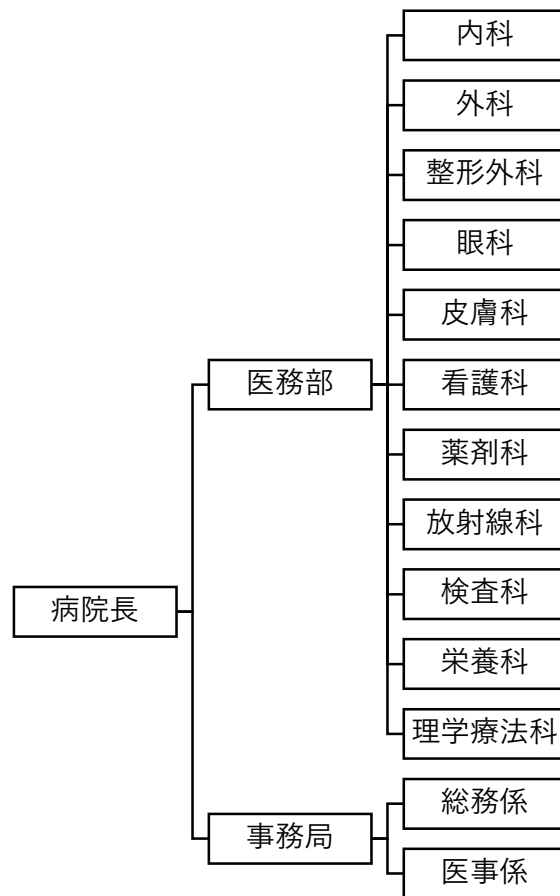 病院長
医務部
内科
外科
整形外科
眼科
皮膚科
看護科
薬剤科
放射線科
検査科
栄養科
理学療法科
事務局
総務係
医事係